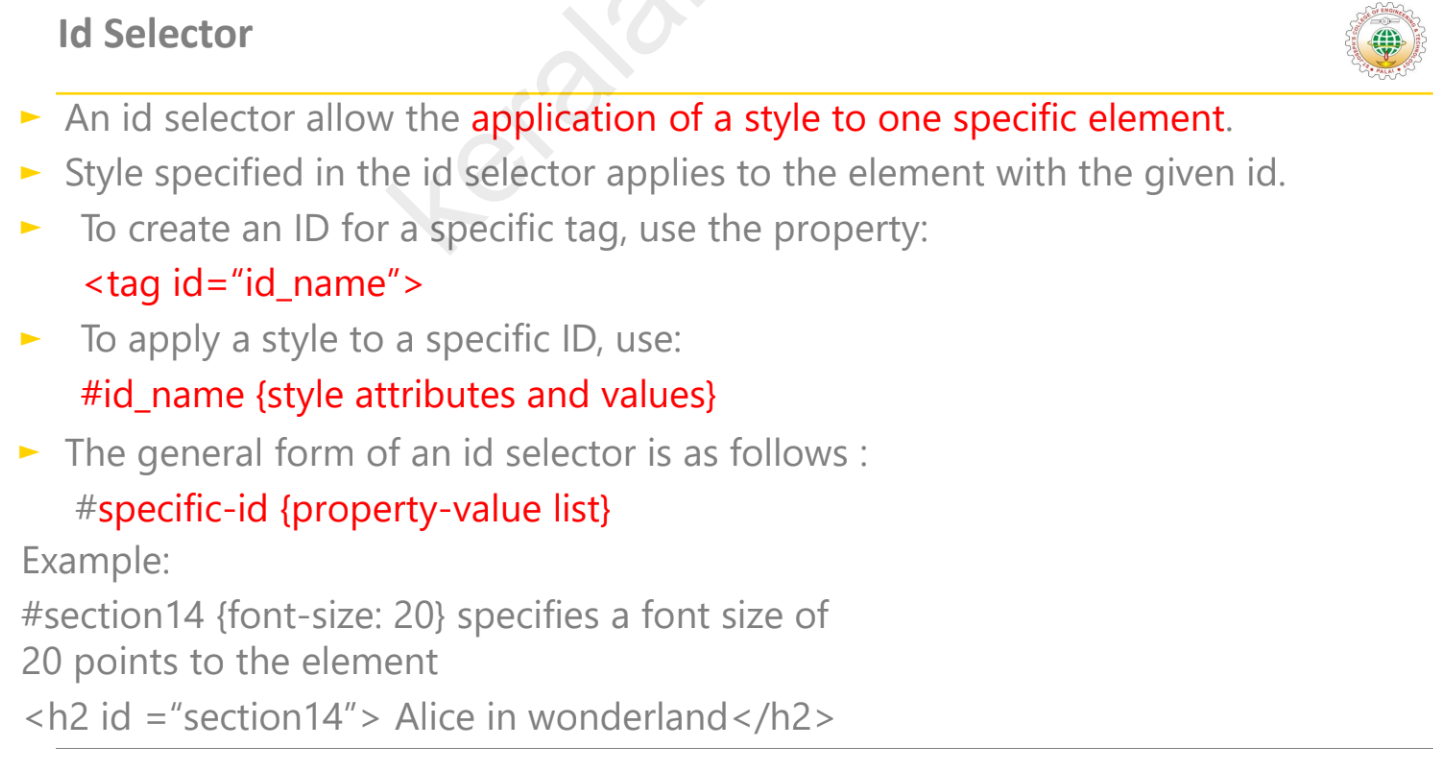 Id Selector
► An id selector allow the application of a style to one specific element.
► Style specified in the id selector applies to the element with the given id.
► To create an ID for a specific tag, use the property:
<tag id=“id_name”>
► To apply a style to a specific ID, use:
#id_name {style attributes and values}
► The general form of an id selector is as follows :
#specific-id {property-value list}
Example:
#section14 {font-size: 20} specifies a font size of
20 points to the element
<h2 id =“section14”> Alice in wonderland</h2>
kerala